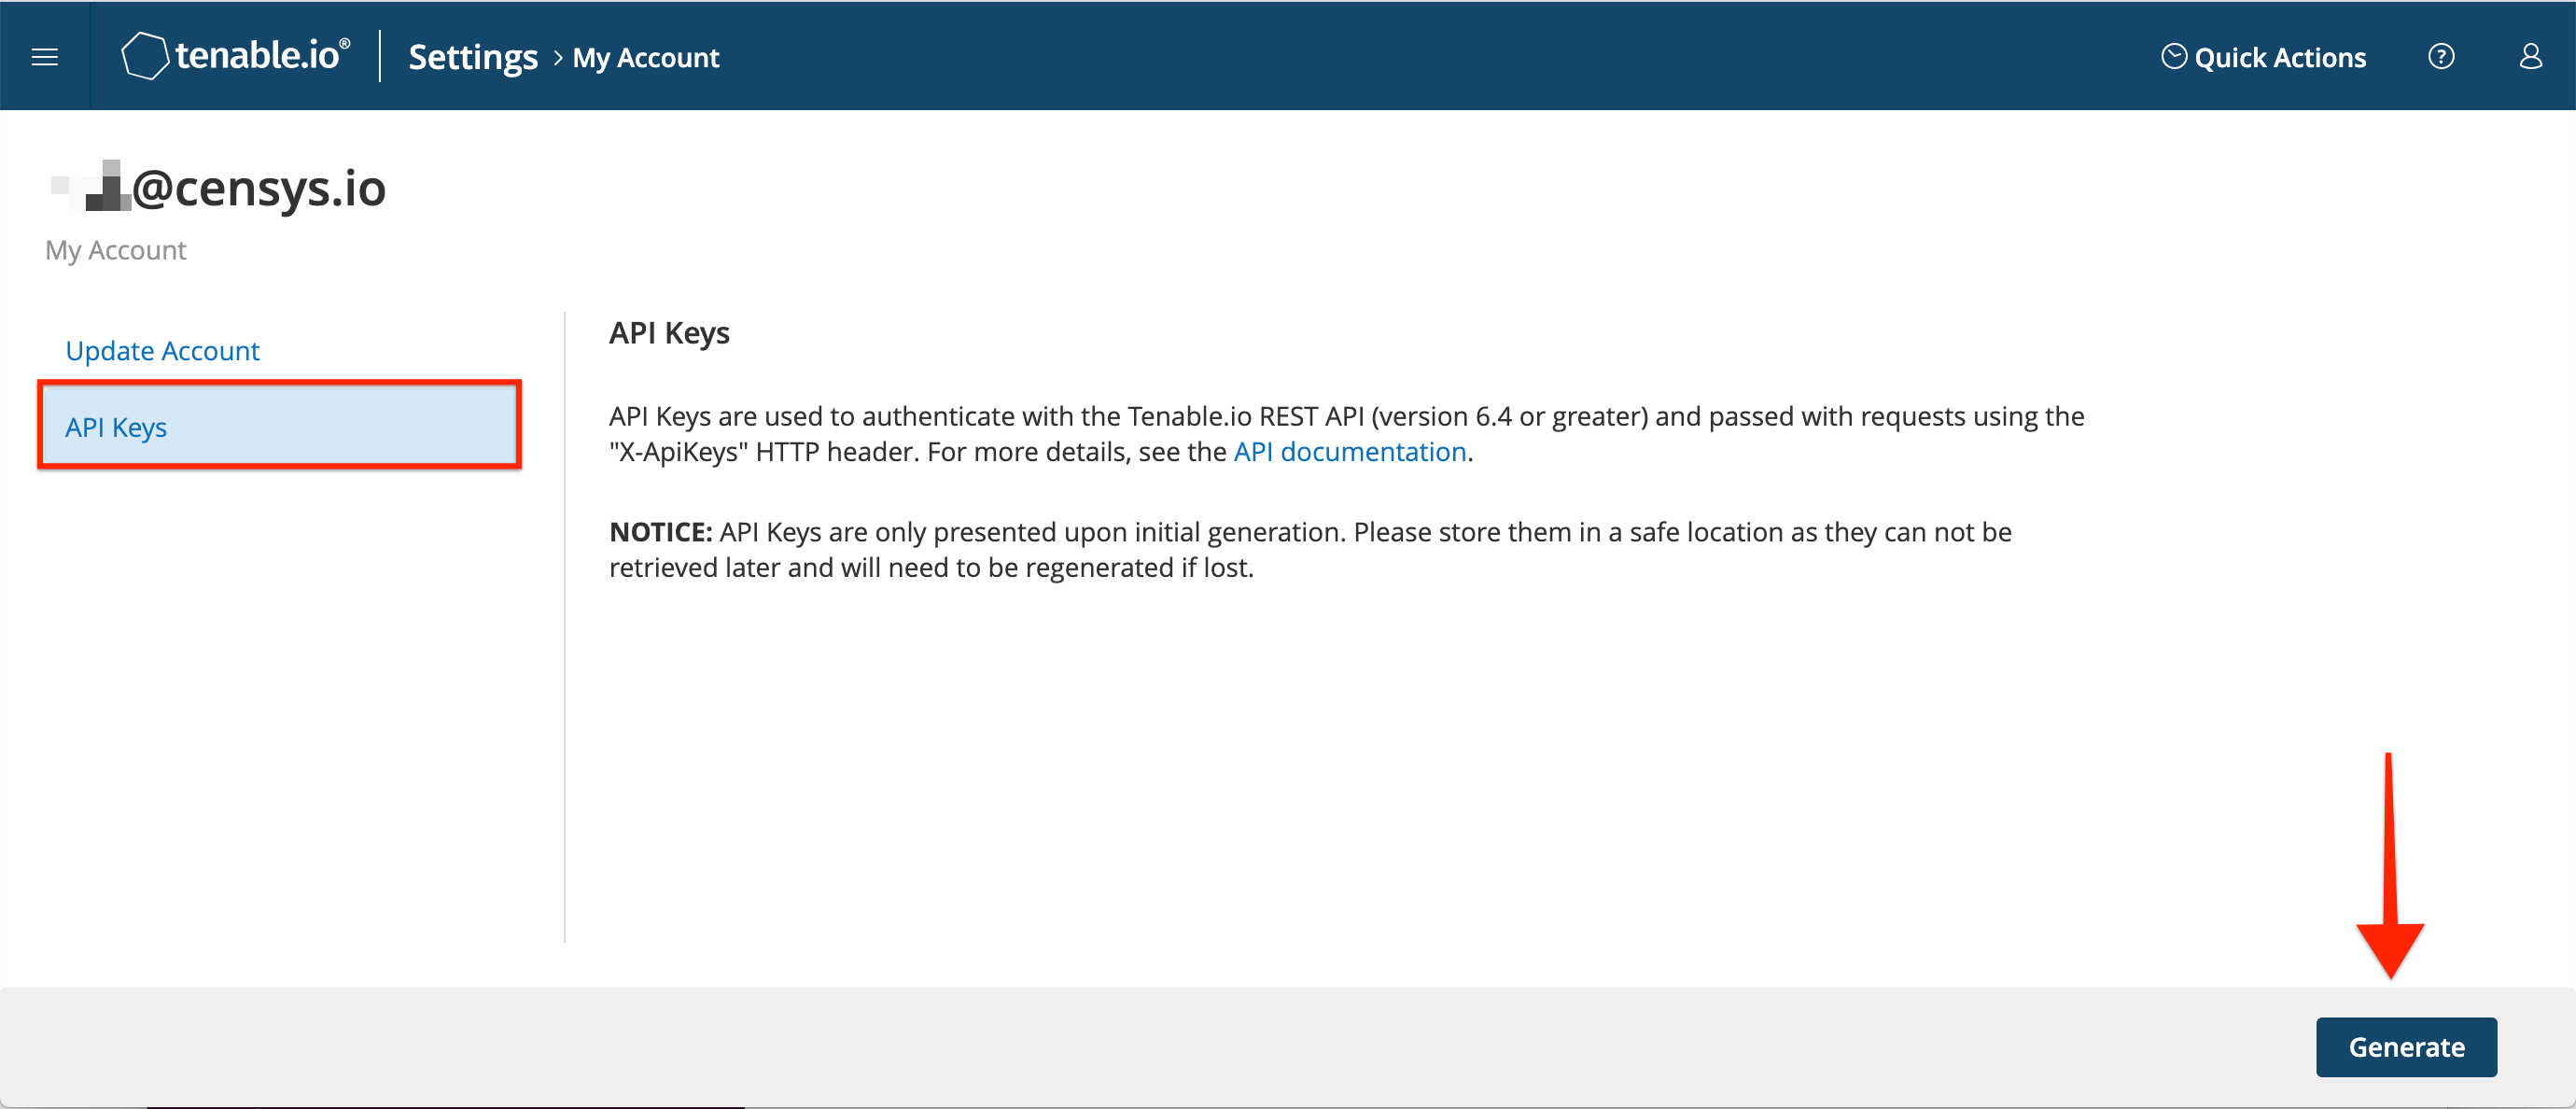 tenable.io® Settings > My Account Quick Actions ?
@censys.io
My Account
Update Account
API Keys
API Keys
API Keys are used to authenticate with the Tenable.io REST API (version 6.4 or greater) and passed with requests using the
"X-ApiKeys" HTTP header. For more details, see the API documentation.
NOTICE: API Keys are only presented upon initial generation. Please store them in a safe location as they can not be
retrieved later and will need to be regenerated if lost.
Generate